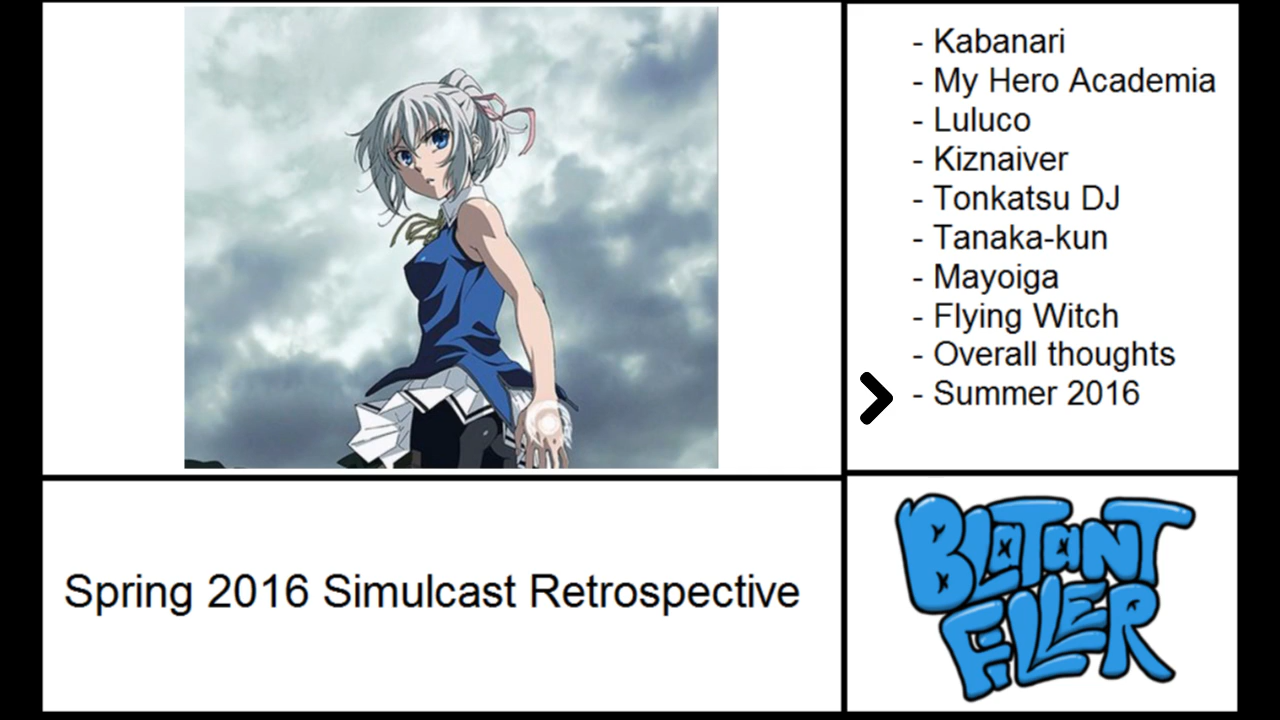 - Kabanari
- My Hero Academia
- Luluco
- Kiznaiver
- Tonkatsu DJ
- Tanaka-kun
- Mayoiga
- Flying Witch
- Overall thoughts
- Summer 2016
Spring 2016 Simulcast Retrospective
BLaTaNT
FiLLER